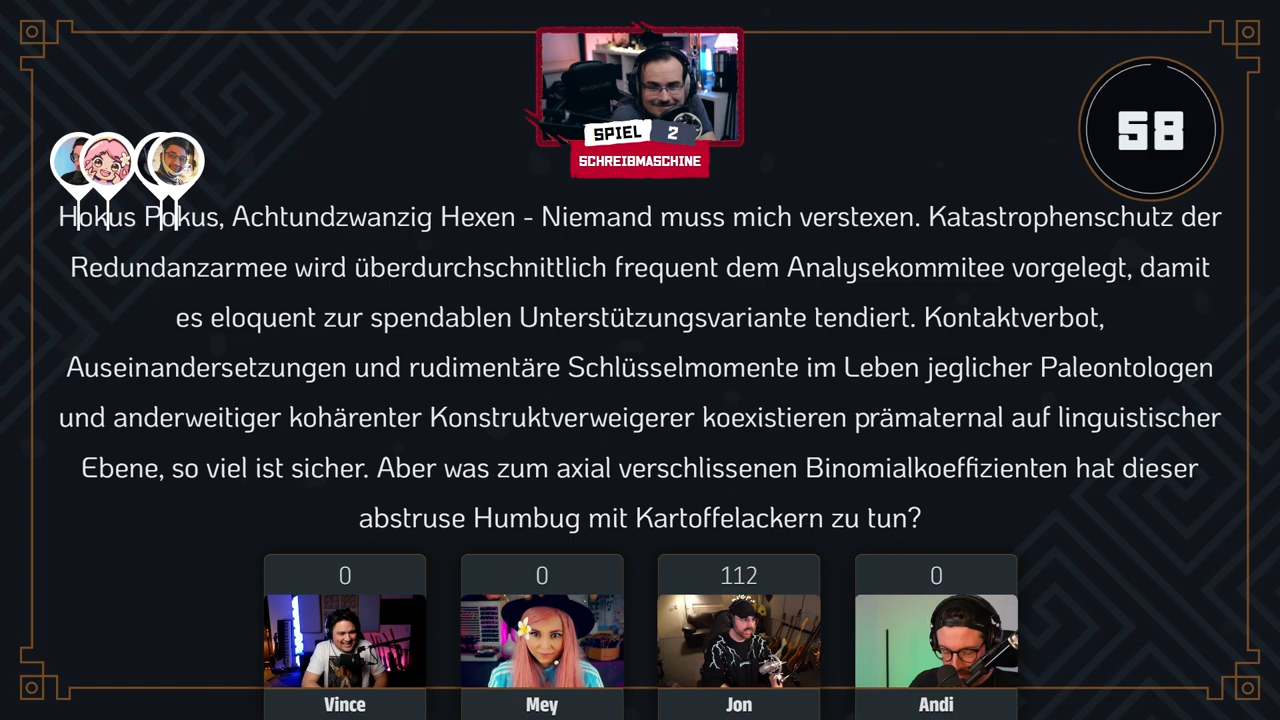 SPIEL 2
SCHREIBMASCHINE
58
Hokus Pokus, Achtundzwanzig Hexen - Niemand muss mich verstexen. Katastrophenschutz der
Redundanzarmee wird überdurchschnittlich frequent dem Analysekommitee vorgelegt, damit
es eloquent zur spendablen Unterstützungsvariante tendiert. Kontaktverbot,
Auseinandersetzungen und rudimentäre Schlüsselmomente im Leben jeglicher Paleontologen
und anderweitiger kohärenter Konstruktverweigerer koexistieren prämaternal auf linguistischer
Ebene, so viel ist sicher. Aber was zum axial verschlissenen Binomialkoeffizienten hat dieser
abstruse Humbug mit Kartoffelackern zu tun?
0 0 112 0
Vince Mey Jon Andi